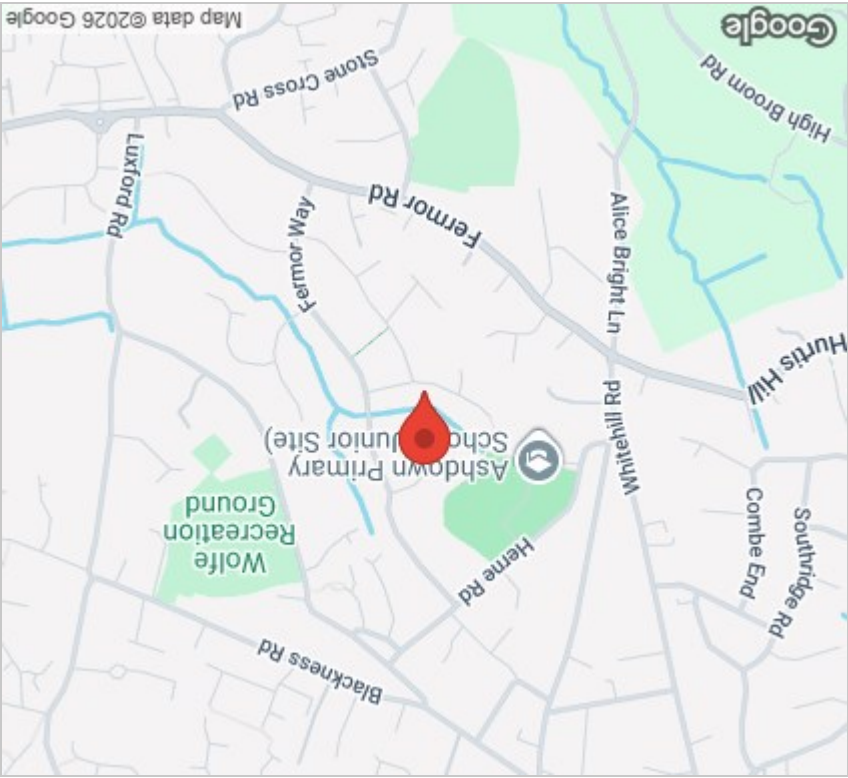 Blackness Rd
Herne Rd
Southridge Rd
Combe End
Wolfe
Recreation
Ground
Ashdown Primary
Scho Junior Site)
Whitehill Rd
Hurtis Hill
Alice Bright Ln
Fermor Way
Fermor Rd
Luxford Rd
Stone Cross Rd
High Broom Rd
Google
Map data ©2026 Google